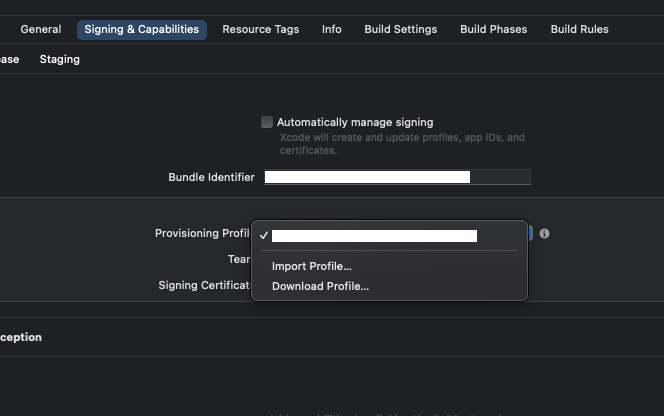 General Signing & Capabilities Resource Tags Info Build Settings Build Phases Build Rules
ease Staging
Automatically manage signing
Xcode will create and update profiles, app IDs, and
certificates.
Bundle Identifier
Provisioning Profil
✓
Import Profile...
Tear
Download Profile...
Signing Certificat
ception